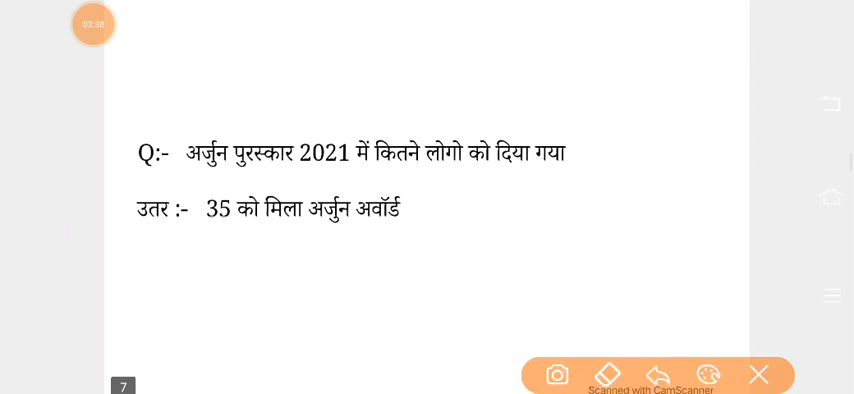 03:38
Q:- अर्जुन पुरस्कार 2021 में कितने लोगो को दिया गया
उतर :- 35 को मिला अर्जुन अवॉर्ड
7
Scanned with CamScanner